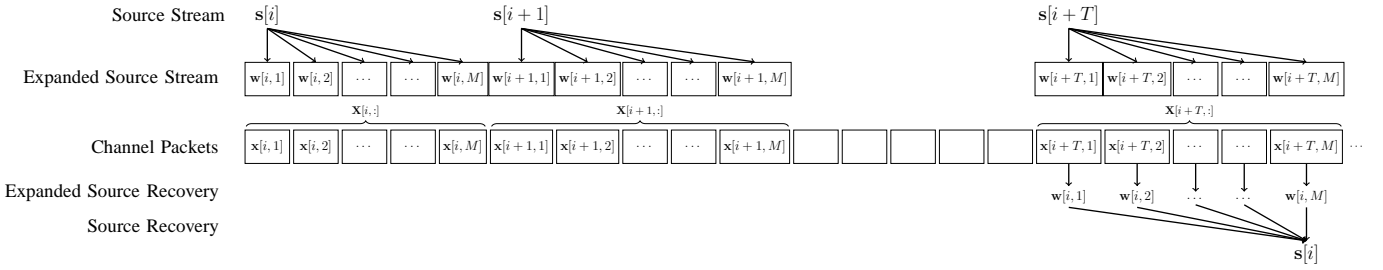 Source Stream s[i] s[i + 1] s[i + T]
Expanded Source Stream w[i, 1] w[i, 2] ⋯ ⋯ w[i, M] w[i + 1, 1] w[i + 1, 2] ⋯ ⋯ w[i + 1, M] w[i + T, 1] w[i + T, 2] ⋯ ⋯ w[i + T, M]
X[i,:] X[i+1,:] X[i+T,:]
Channel Packets x[i, 1] x[i, 2] ⋯ ⋯ x[i, M] x[i + 1, 1] x[i + 1, 2] ⋯ ⋯ x[i + 1, M] x[i + T, 1] x[i + T, 2] ⋯ ⋯ x[i + T, M] ⋯
Expanded Source Recovery w[i, 1] w[i, 2] ⋯ ⋯ w[i, M]
Source Recovery
s[i]